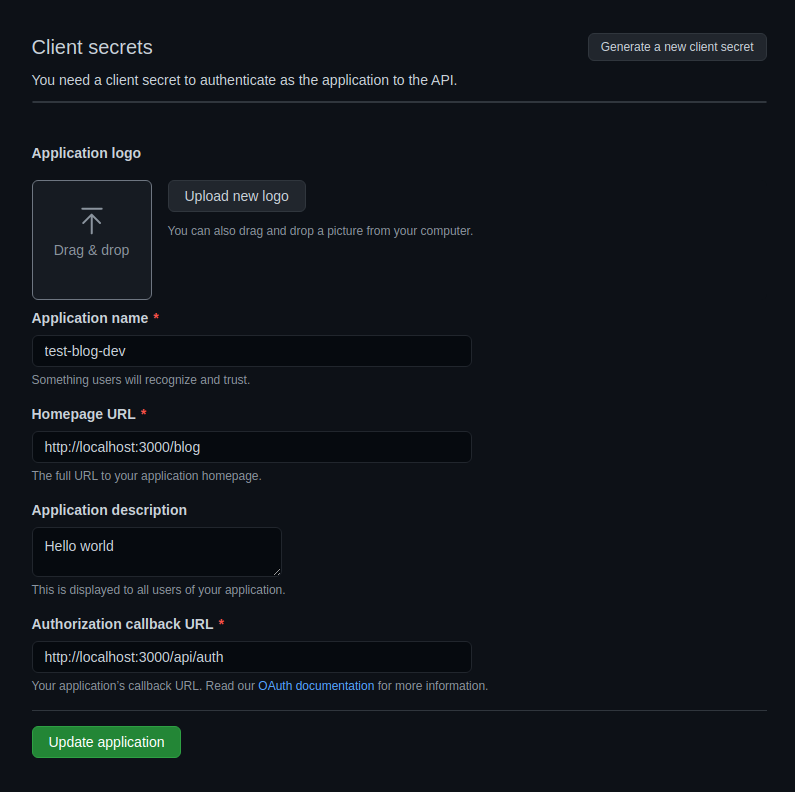 Client secrets
Generate a new client secret
You need a client secret to authenticate as the application to the API.
Application logo
Drag & drop
Upload new logo
You can also drag and drop a picture from your computer.
Application name *
test-blog-dev
Something users will recognize and trust.
Homepage URL *
http://localhost:3000/blog
The full URL to your application homepage.
Application description
Hello world
This is displayed to all users of your application.
Authorization callback URL *
http://localhost:3000/api/auth
Your application’s callback URL. Read our OAuth documentation for more information.
Update application